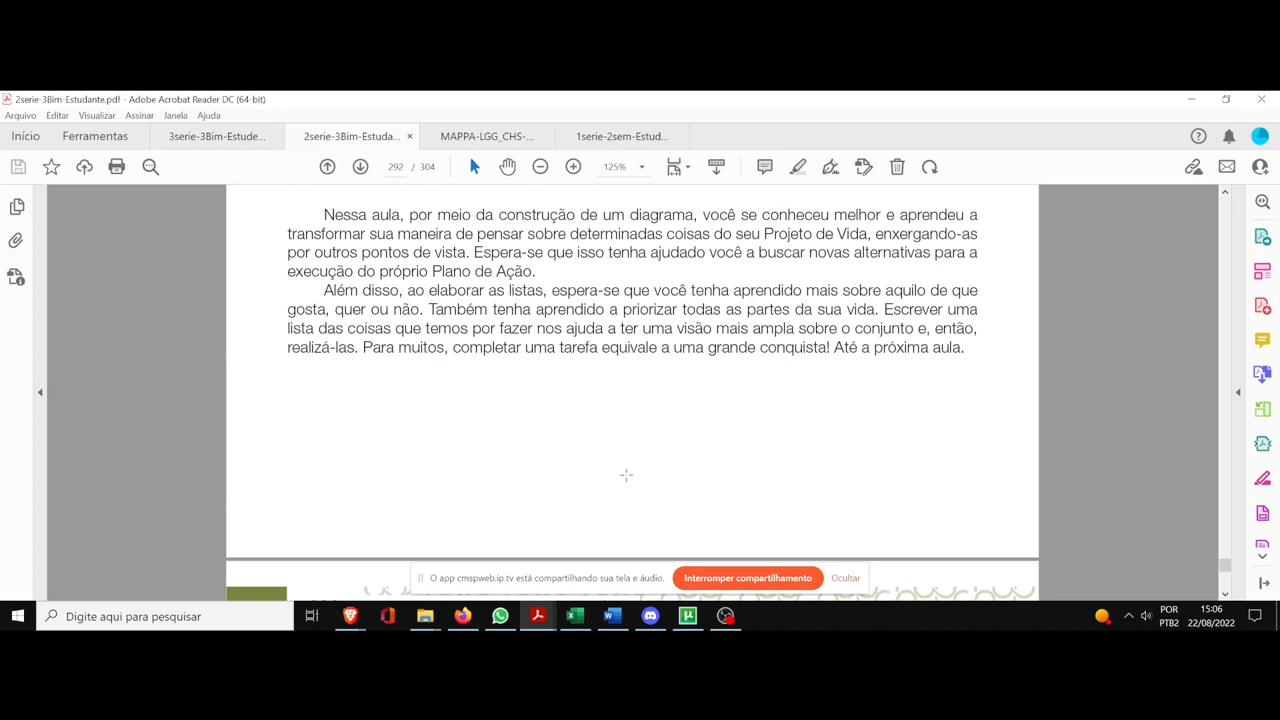 2serie-3Bim-Estudante.pdf - Adobe Acrobat Reader DC (64-bit)
Arquivo Editar Visualizar Assinar Janela Ajuda
Início Ferramentas 3serie-3Bim-Estude... 2serie-3Bim-Estuda... × MAPPA-LGG_CHS-... 1serie-2sem-Estud...
292 / 304 125%
Nessa aula, por meio da construção de um diagrama, você se conheceu melhor e aprendeu a
transformar sua maneira de pensar sobre determinadas coisas do seu Projeto de Vida, enxergando-as
por outros pontos de vista. Espera-se que isso tenha ajudado você a buscar novas alternativas para a
execução do próprio Plano de Ação.
Além disso, ao elaborar as listas, espera-se que você tenha aprendido mais sobre aquilo de que
gosta, quer ou não. Também tenha aprendido a priorizar todas as partes da sua vida. Escrever uma
lista das coisas que temos por fazer nos ajuda a ter uma visão mais ampla sobre o conjunto e, então,
realizá-las. Para muitos, completar uma tarefa equivale a uma grande conquista! Até a próxima aula.
O app cmspweb.ip.tv está compartilhando sua tela e áudio. Interromper compartilhamento Ocultar
Digite aqui para pesquisar
POR 15:06
PTB2 22/08/2022